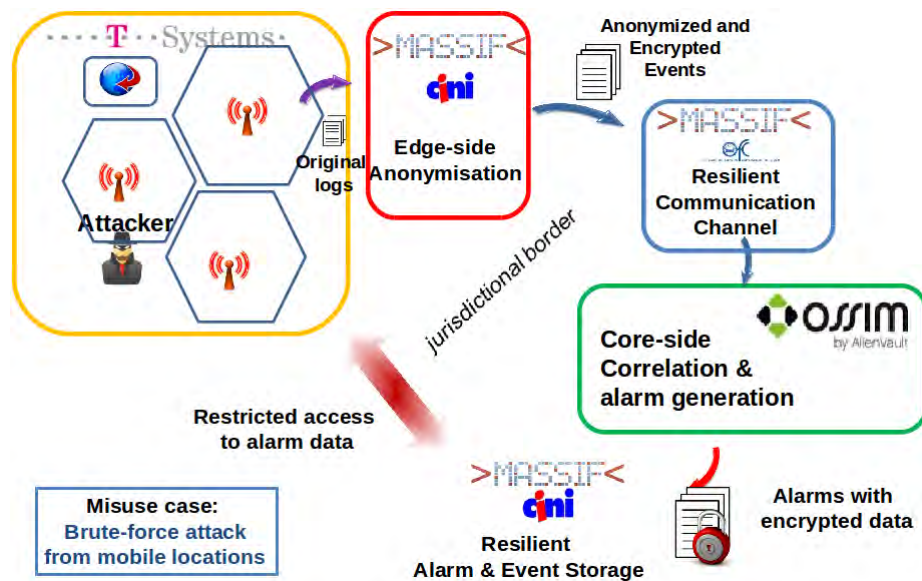 T Systems
>MASSIF<
cini
Edge-side
Anonymisation
Original
logs
Attacker
Anonymized and
Encrypted
Events
>MASSIF<
Resilient
Communication
Channel
jurisdictional border
OSSIM
by AlienVault
Core-side
Correlation &
alarm generation
Restricted access
to alarm data
>MASSIF<
cini
Resilient
Alarm & Event Storage
Alarms with
encrypted data
Misuse case:
Brute-force attack
from mobile locations